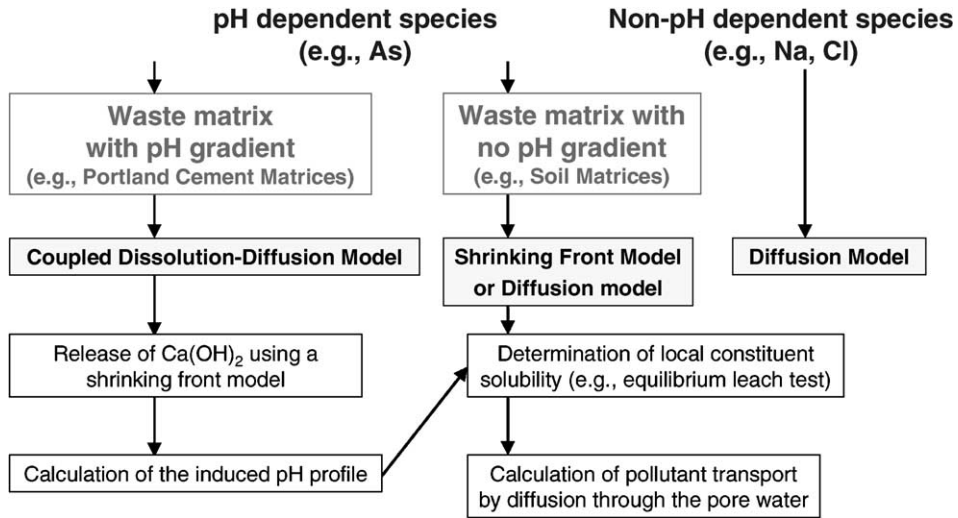 pH dependent species
(e.g., As)
Non-pH dependent species
(e.g., Na, Cl)
Waste matrix
with pH gradient
(e.g., Portland Cement Matrices)
Waste matrix with
no pH gradient
(e.g., Soil Matrices)
Coupled Dissolution-Diffusion Model
Shrinking Front Model
or Diffusion model
Diffusion Model
Release of Ca(OH)₂ using a
shrinking front model
Determination of local constituent
solubility (e.g., equilibrium leach test)
Calculation of the induced pH profile
Calculation of pollutant transport
by diffusion through the pore water